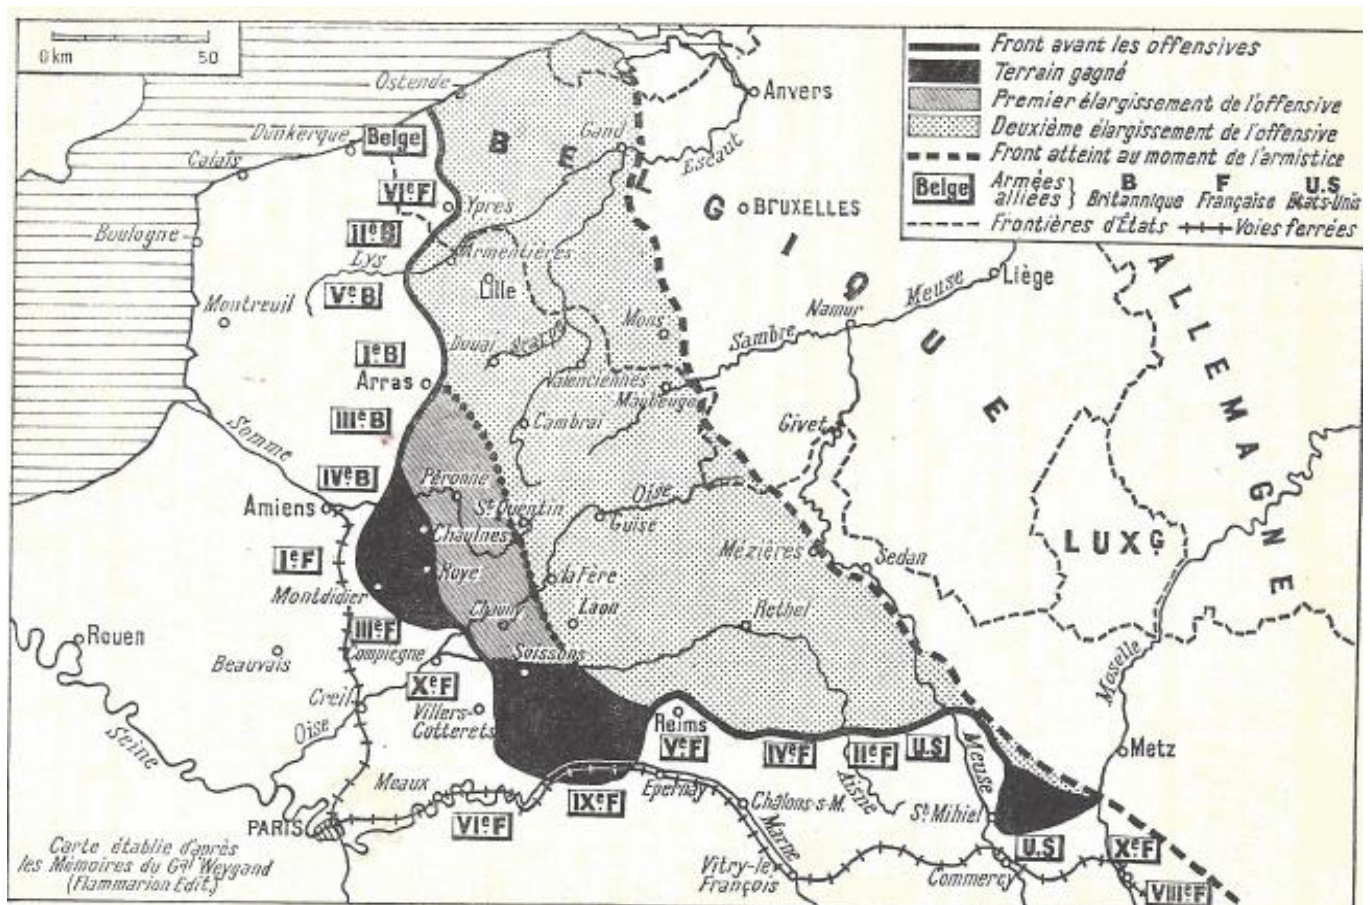 0 km 50
Front avant les offensives
Terrain gagné
Premier élargissement de l'offensive
Deuxième élargissement de l'offensive
Front atteint au moment de l'armistice
Belge Armées alliées } B Britannique F Française U.S États-Unis
Frontières d'États Voies ferrées
Ostende
Anvers
Dunkerque
Belge
Gand
Escaut
Calais
VIe F
Ypres
BRUXELLES
BELGIQUE
Boulogne
IIe B
Lys
Armentières
Lille
Ve B
Liège
Meuse
Namur
ALLEMAGNE
Montreuil
Mons
Sambre
Ie B
Douai
Scarpe
Arras
Valenciennes
Maubeuge
IIIe B
Cambrai
Givet
Somme
IVe B
Péronne
Oise
Amiens
St Quentin
Guise
Chaulnes
LUXG
Ie F
Mézières
Sedan
Roye
la Fère
Montdidier
Rouen
IIIe F
Chauny
Laon
Rethel
Beauvais
Compiègne
Soissons
Moselle
Creil
Xe F
Oise
Villers-
Cotterets
Reims
Ve F
IVe F
IIe F
U.S
Metz
Seine
Meaux
Meuse
Aisne
St Mihiel
IXe F
Epernay
Châlons-s-M.
PARIS
VIe F
Marne
U.S
Xe F
Vitry-le-
François
Commercy
VIIIe F
Carte établie d'après
les Mémoires du Gal Weygand
(Flammarion Edit.)